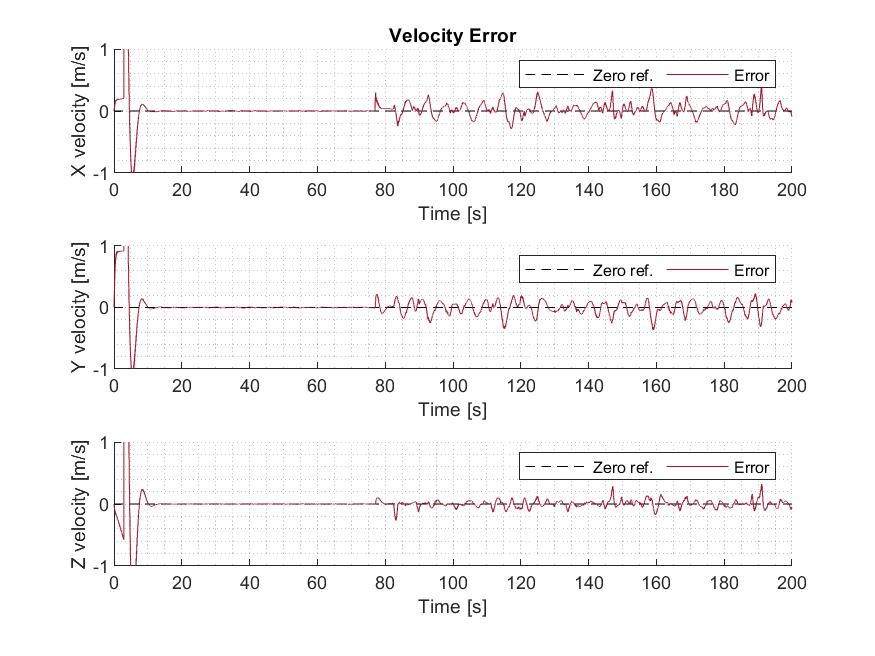 Velocity Error
X velocity [m/s]
1
0
-1
Zero ref. Error
0 20 40 60 80 100 120 140 160 180 200
Time [s]
Y velocity [m/s]
1
0
-1
Zero ref. Error
0 20 40 60 80 100 120 140 160 180 200
Time [s]
Z velocity [m/s]
1
0
-1
Zero ref. Error
0 20 40 60 80 100 120 140 160 180 200
Time [s]